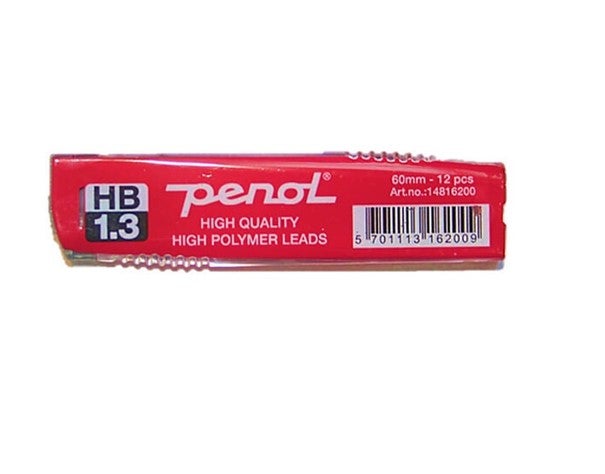 HB
1.3
penol®
HIGH QUALITY
HIGH POLYMER LEADS
60mm - 12 pcs
Art.no.:14816200
5 701113 162009